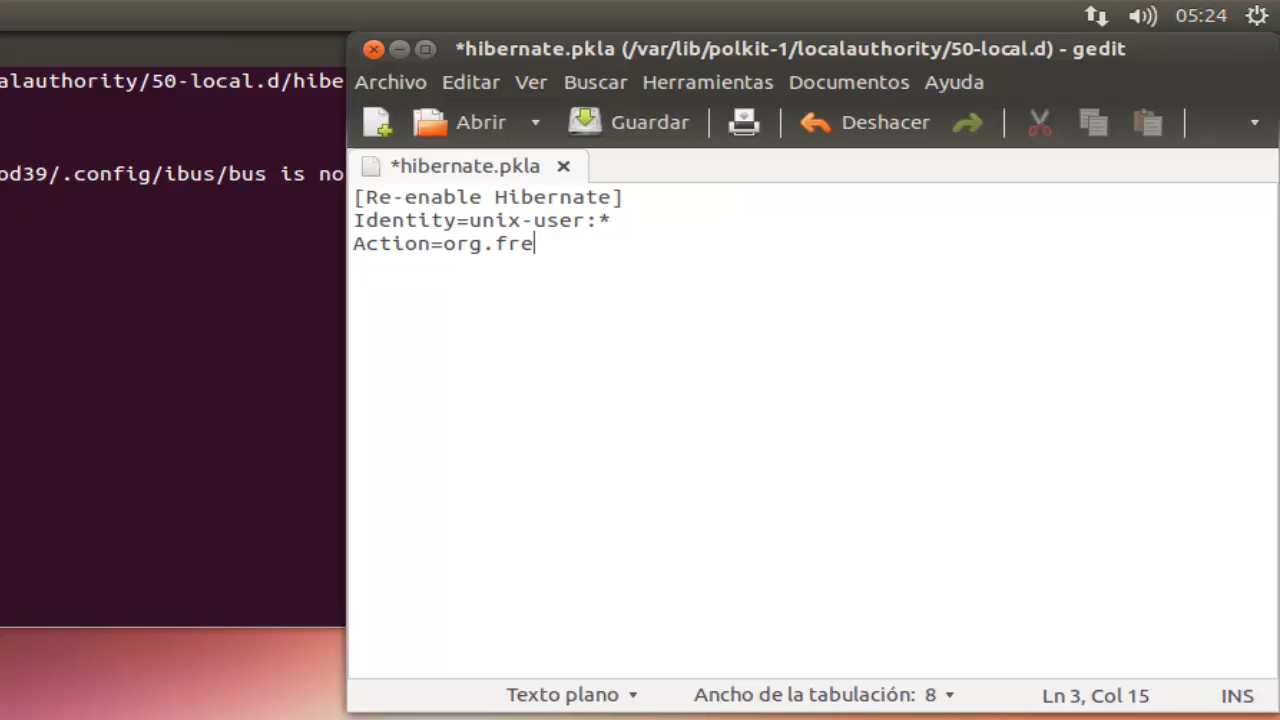 05:24
*hibernate.pkla (/var/lib/polkit-1/localauthority/50-local.d) - gedit
Archivo Editar Ver Buscar Herramientas Documentos Ayuda
Abrir Guardar Deshacer
*hibernate.pkla
[Re-enable Hibernate]
Identity=unix-user:*
Action=org.fre
alauthority/50-local.d/hibe
od39/.config/ibus/bus is no
Texto plano Ancho de la tabulación: 8 Ln 3, Col 15 INS